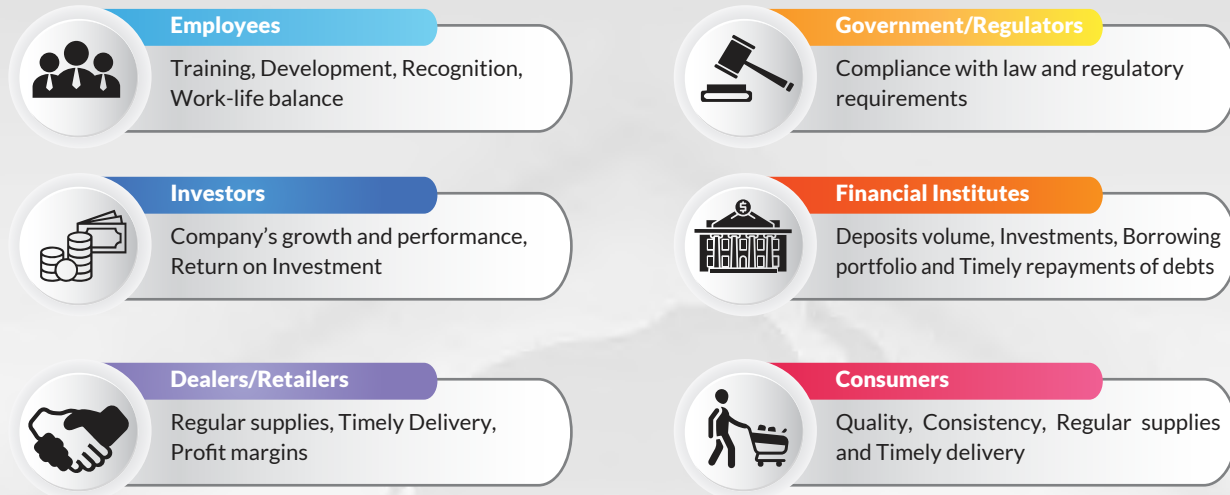 Employees
Training, Development, Recognition,
Work-life balance
Government/Regulators
Compliance with law and regulatory
requirements
Investors
Company’s growth and performance,
Return on Investment
Financial Institutes
Deposits volume, Investments, Borrowing
portfolio and Timely repayments of debts
Dealers/Retailers
Regular supplies, Timely Delivery,
Profit margins
Consumers
Quality, Consistency, Regular supplies
and Timely delivery
$